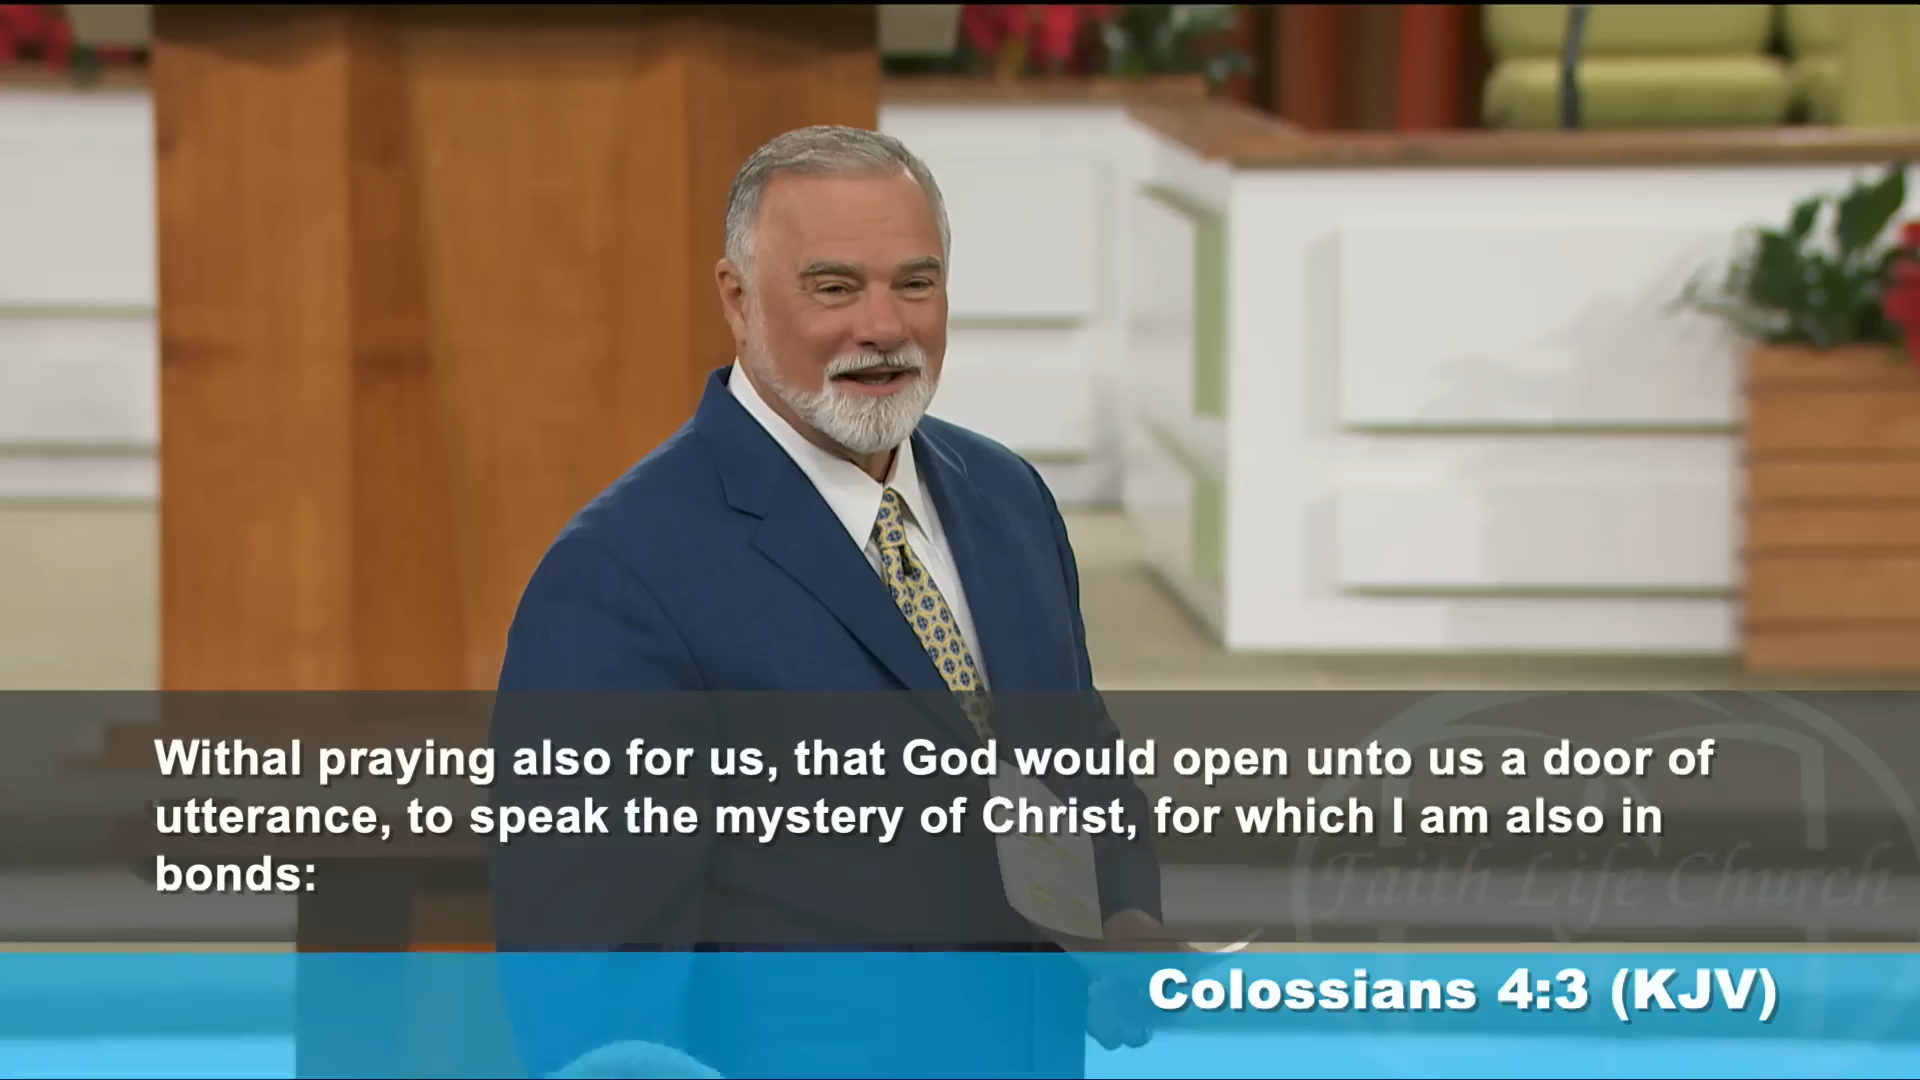 Withal praying also for us, that God would open unto us a door of
utterance, to speak the mystery of Christ, for which I am also in
bonds:
Faith Life Church
Colossians 4:3 (KJV)